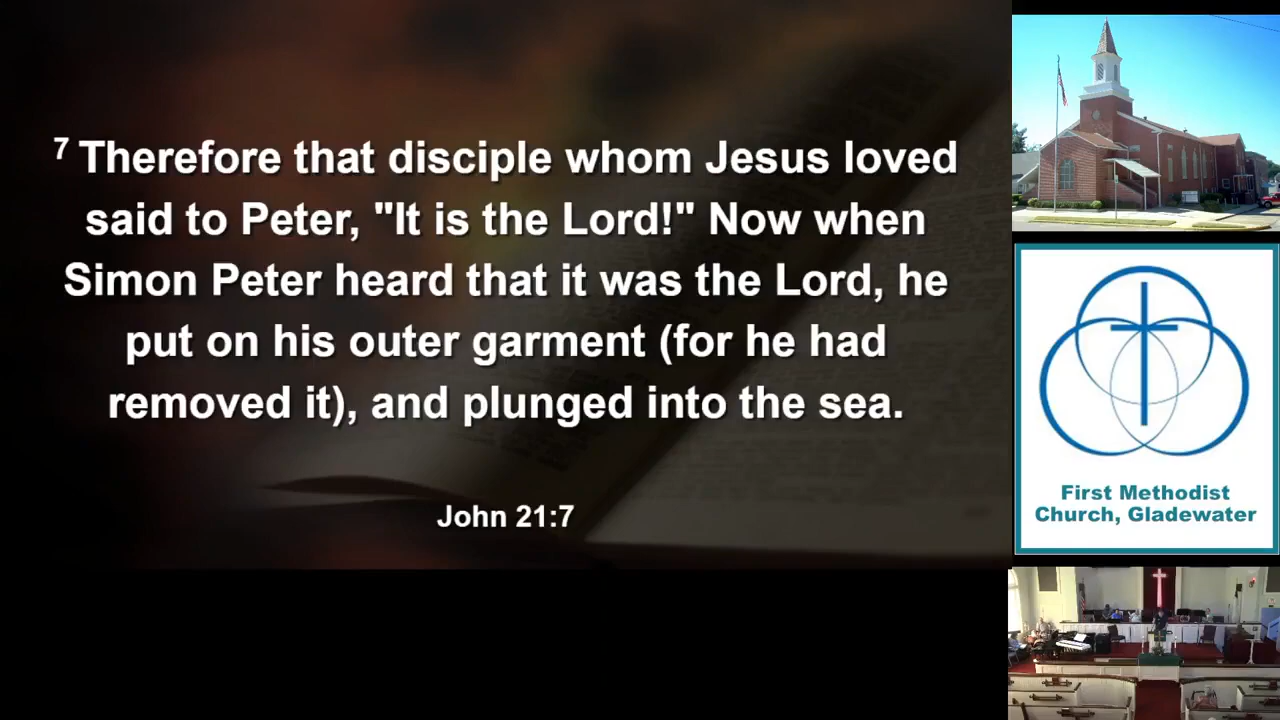 7 Therefore that disciple whom Jesus loved
said to Peter, "It is the Lord!" Now when
Simon Peter heard that it was the Lord, he
put on his outer garment (for he had
removed it), and plunged into the sea.
John 21:7
First Methodist
Church, Gladewater